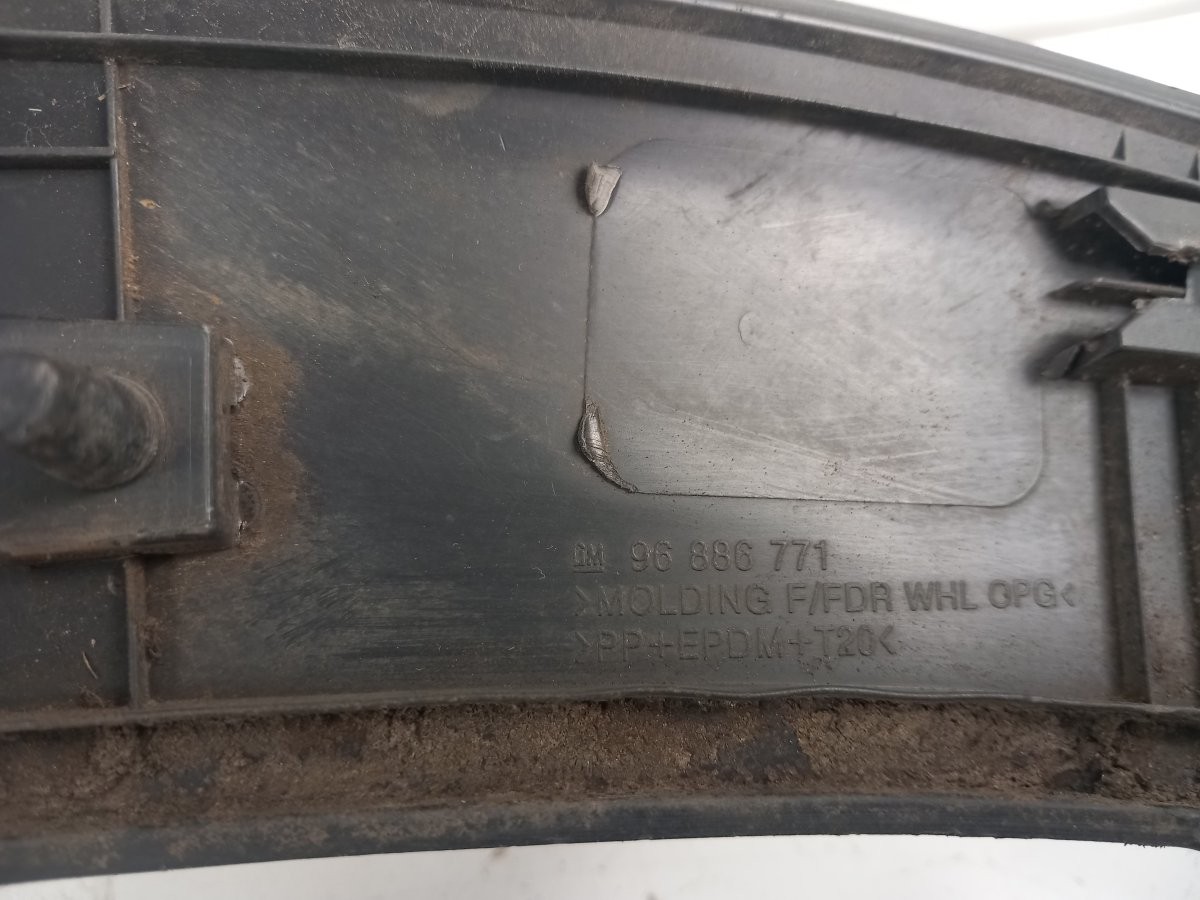 GM 96 886 771
>MOLDING F/FDR WHL OPG<
>PP+EPDM+T20<